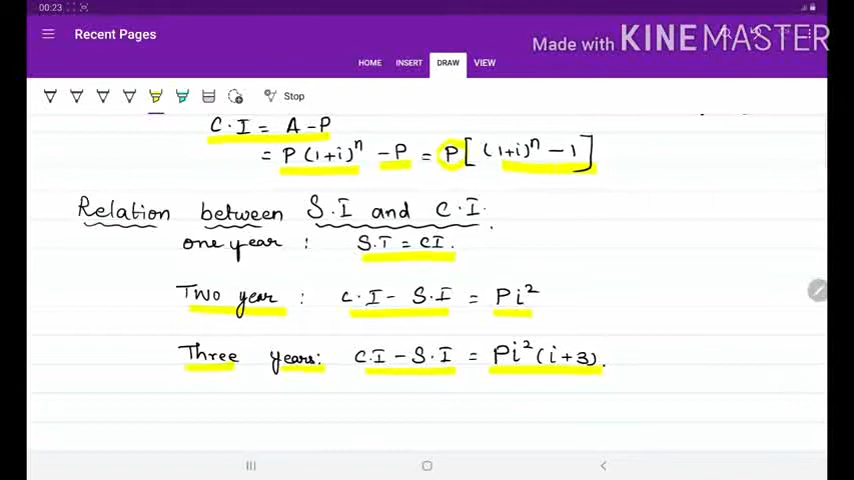 00:23
Recent Pages
Made with KINEMASTER
HOME INSERT DRAW VIEW
Stop
C.I = A-P
= P(1+i)ⁿ - P = P[(1+i)ⁿ - 1]
Relation between S.I and C.I.
one year : S.I = CI.
Two year : C.I - S.I = Pi²
Three years: C.I - S.I = Pi²(i+3).